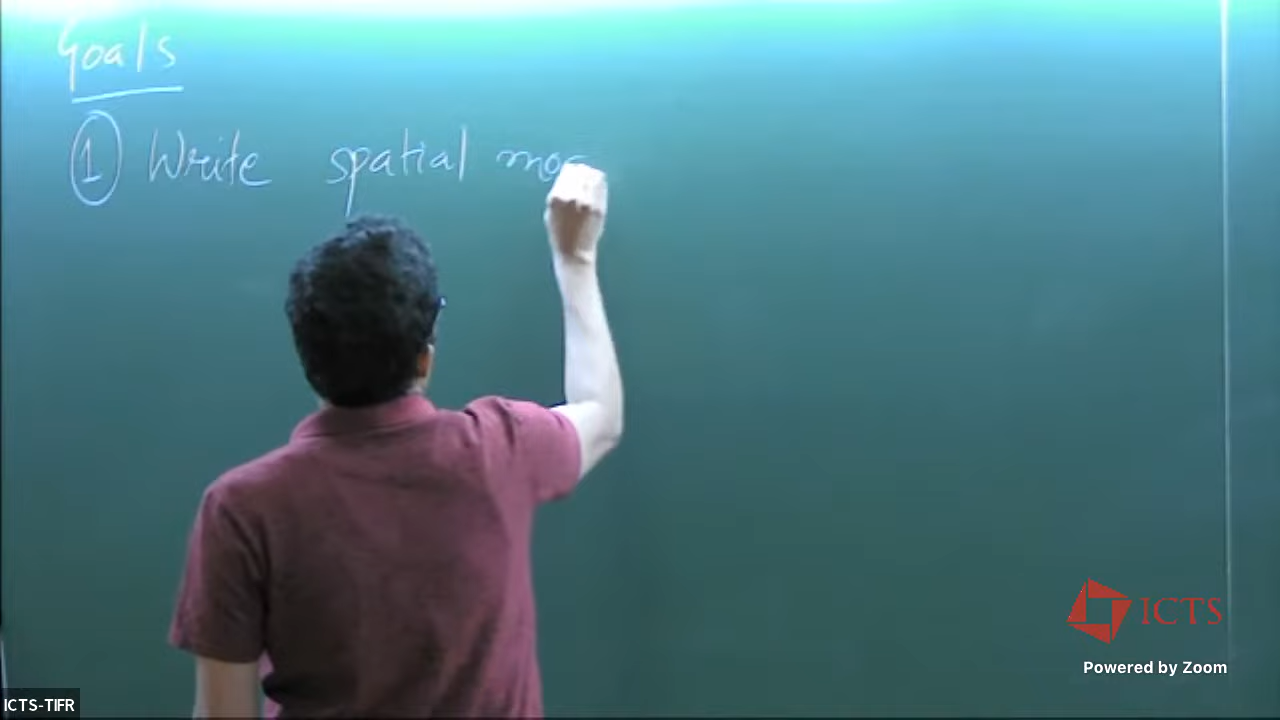 Goals
① Write spatial mo
ICTS
Powered by Zoom
ICTS-TIFR